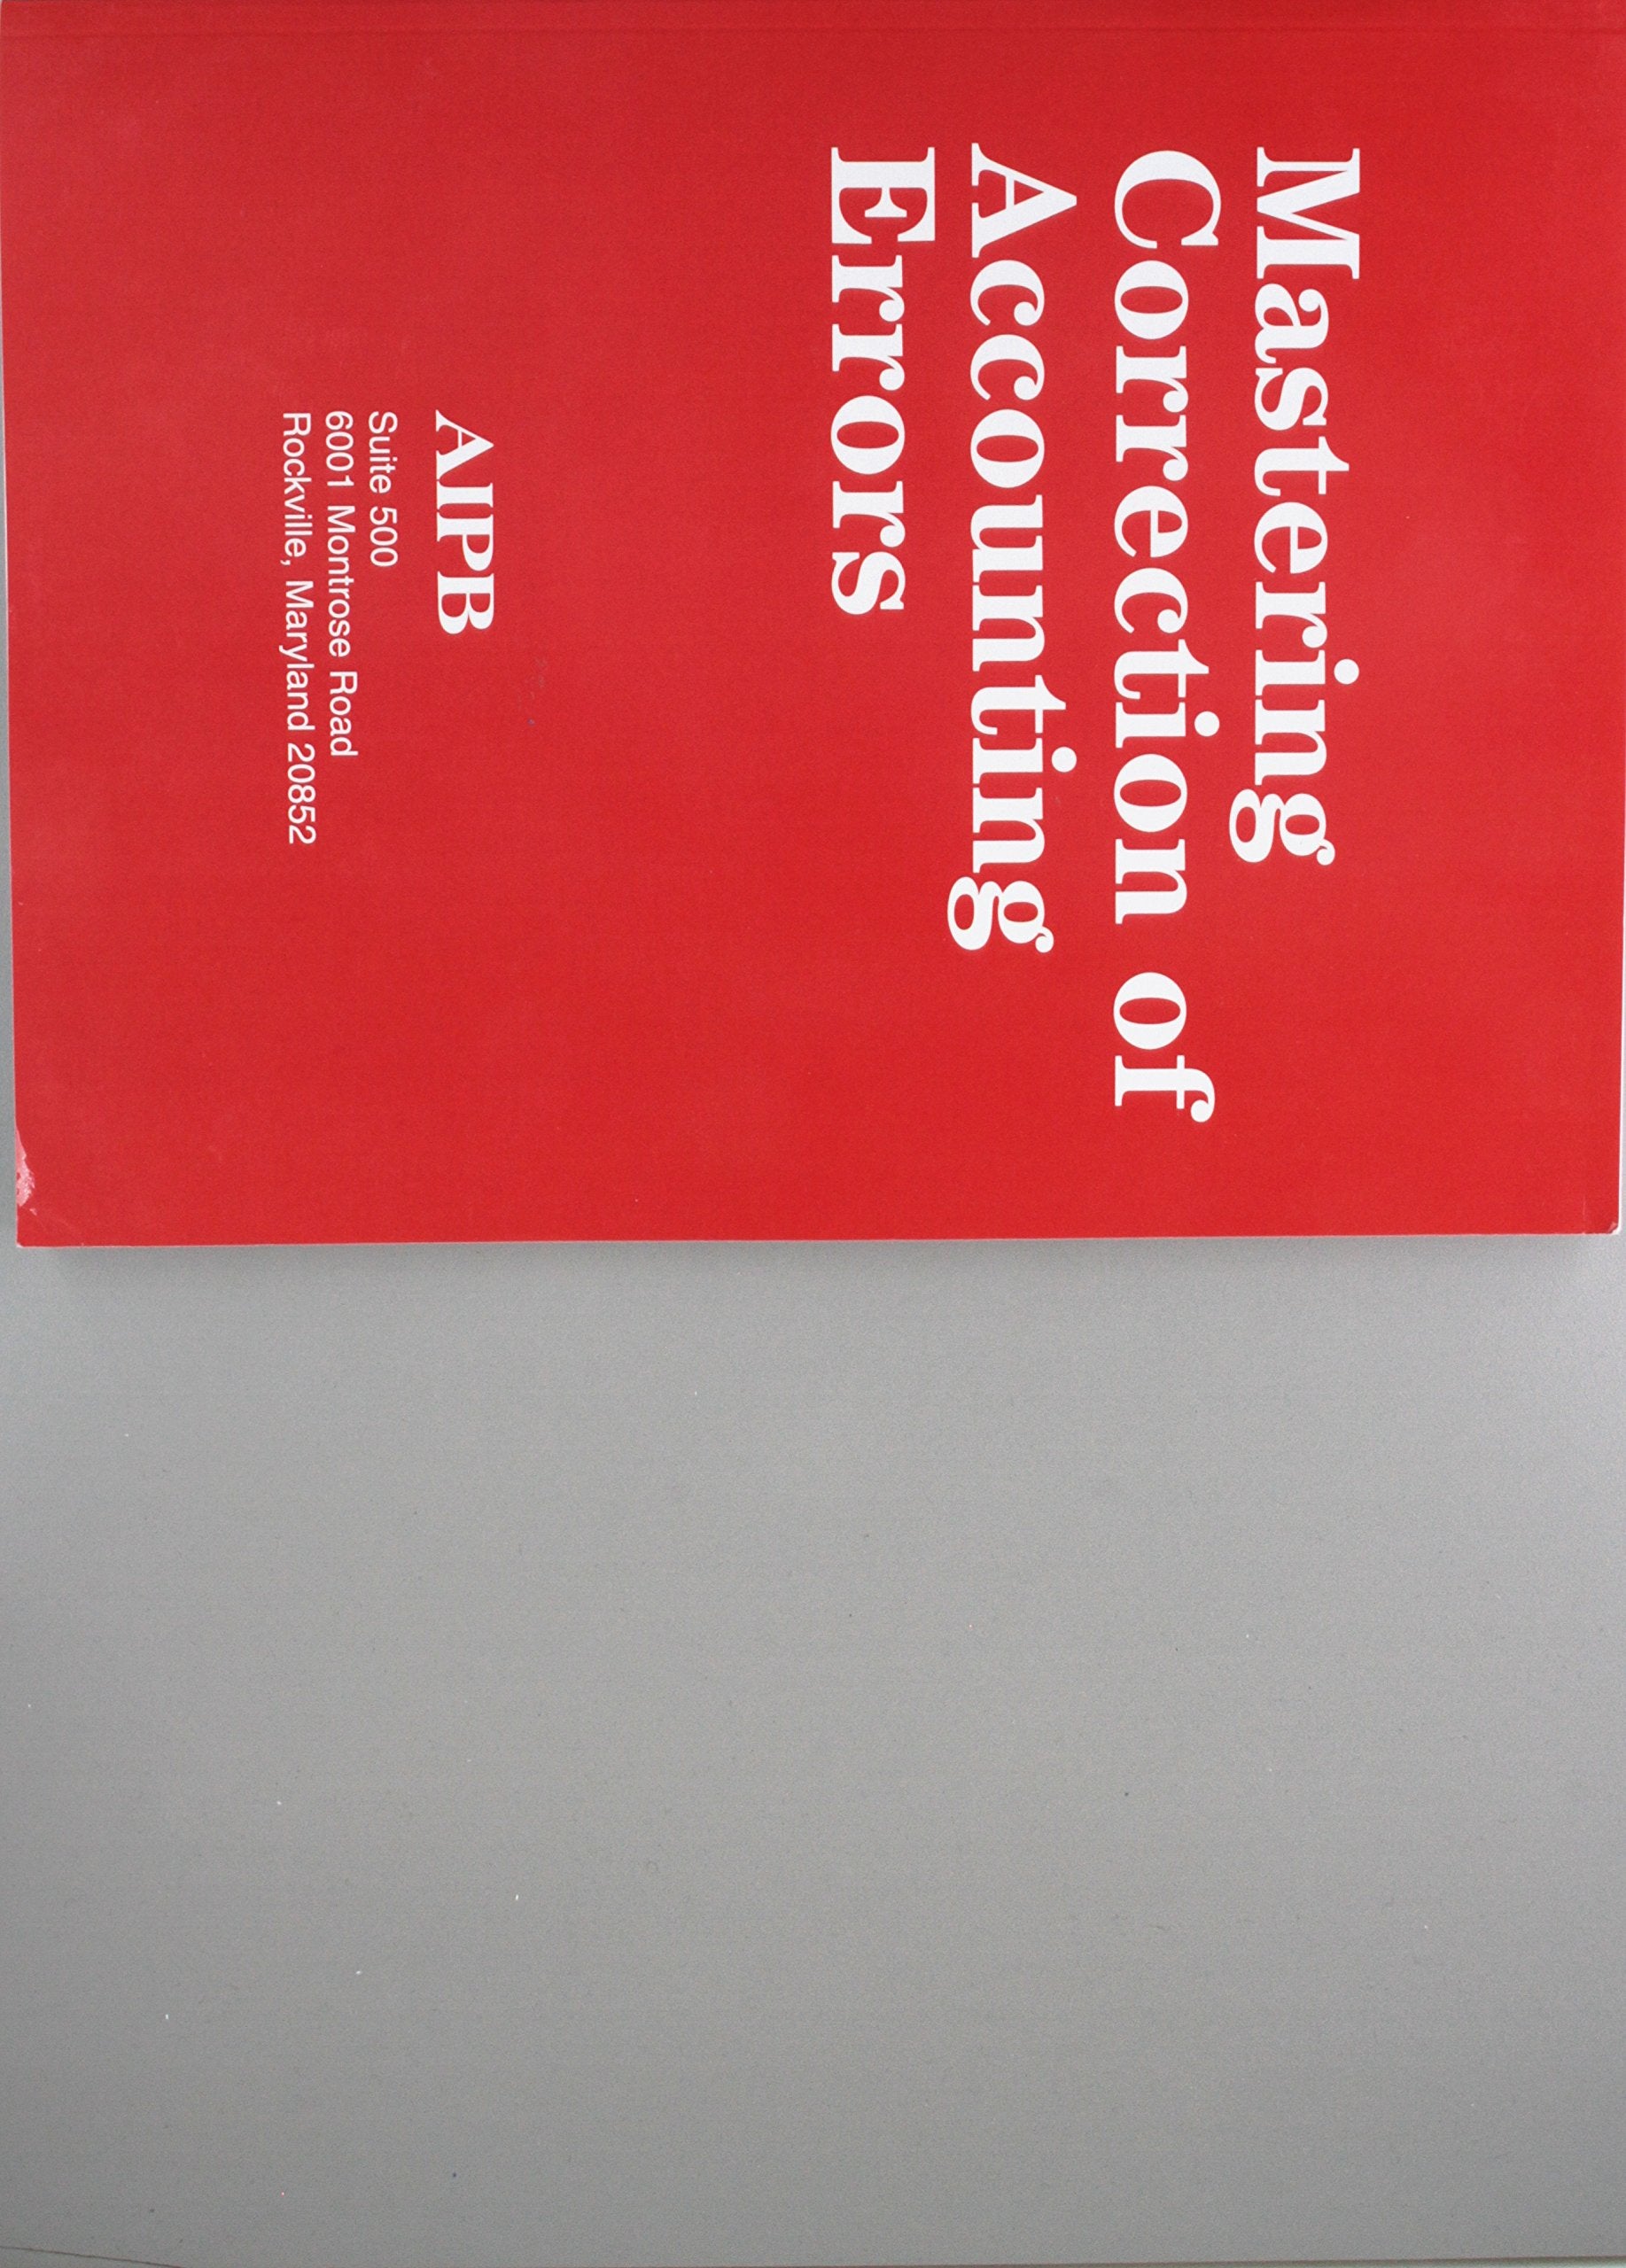 Mastering
Correction of
Accounting
Errors
AIPB
Suite 500
6001 Montrose Road
Rockville, Maryland 20852